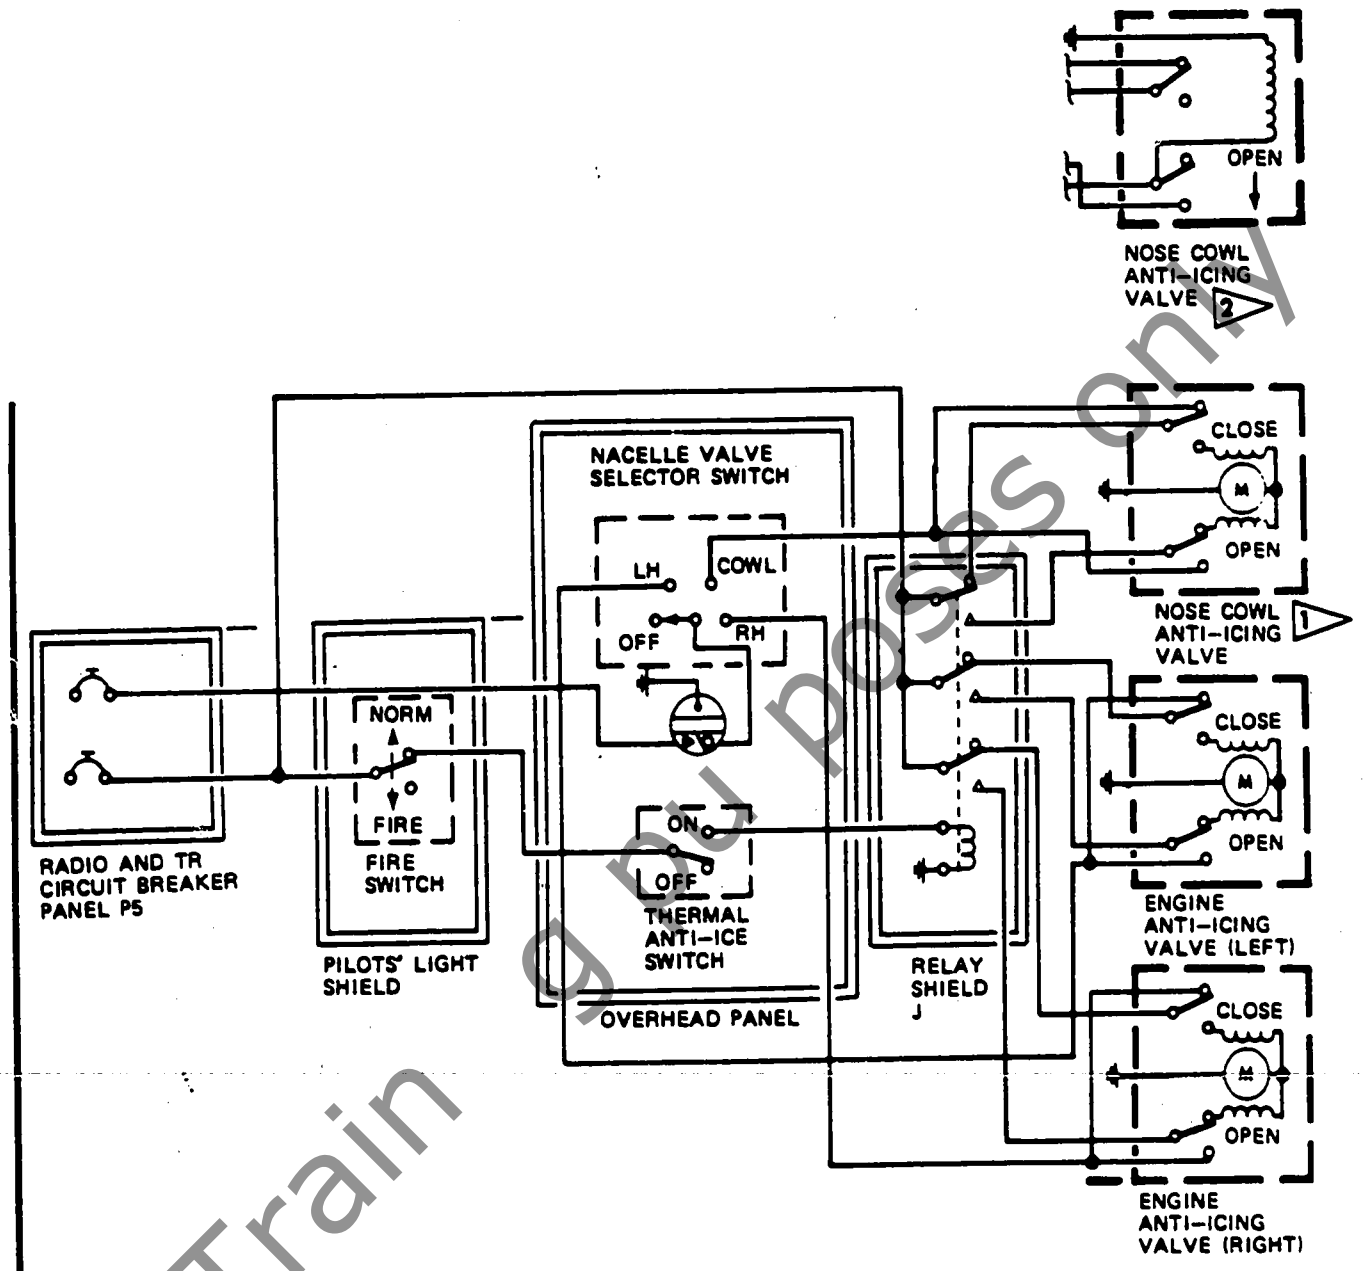 OPEN
NOSE COWL
ANTI–ICING
VALVE 2
NACELLE VALVE
SELECTOR SWITCH
LH
COWL
OFF
RH
CLOSE
M
OPEN
NOSE COWL
ANTI–ICING
VALVE
1
NORM
FIRE
FIRE
SWITCH
RADIO AND TR
CIRCUIT BREAKER
PANEL P5
PILOTS' LIGHT
SHIELD
ON
OFF
THERMAL
ANTI–ICE
SWITCH
OVERHEAD PANEL
RELAY
SHIELD
J
CLOSE
M
OPEN
ENGINE
ANTI–ICING
VALVE (LEFT)
CLOSE
M
OPEN
ENGINE
ANTI–ICING
VALVE (RIGHT)
Train g pu poses only